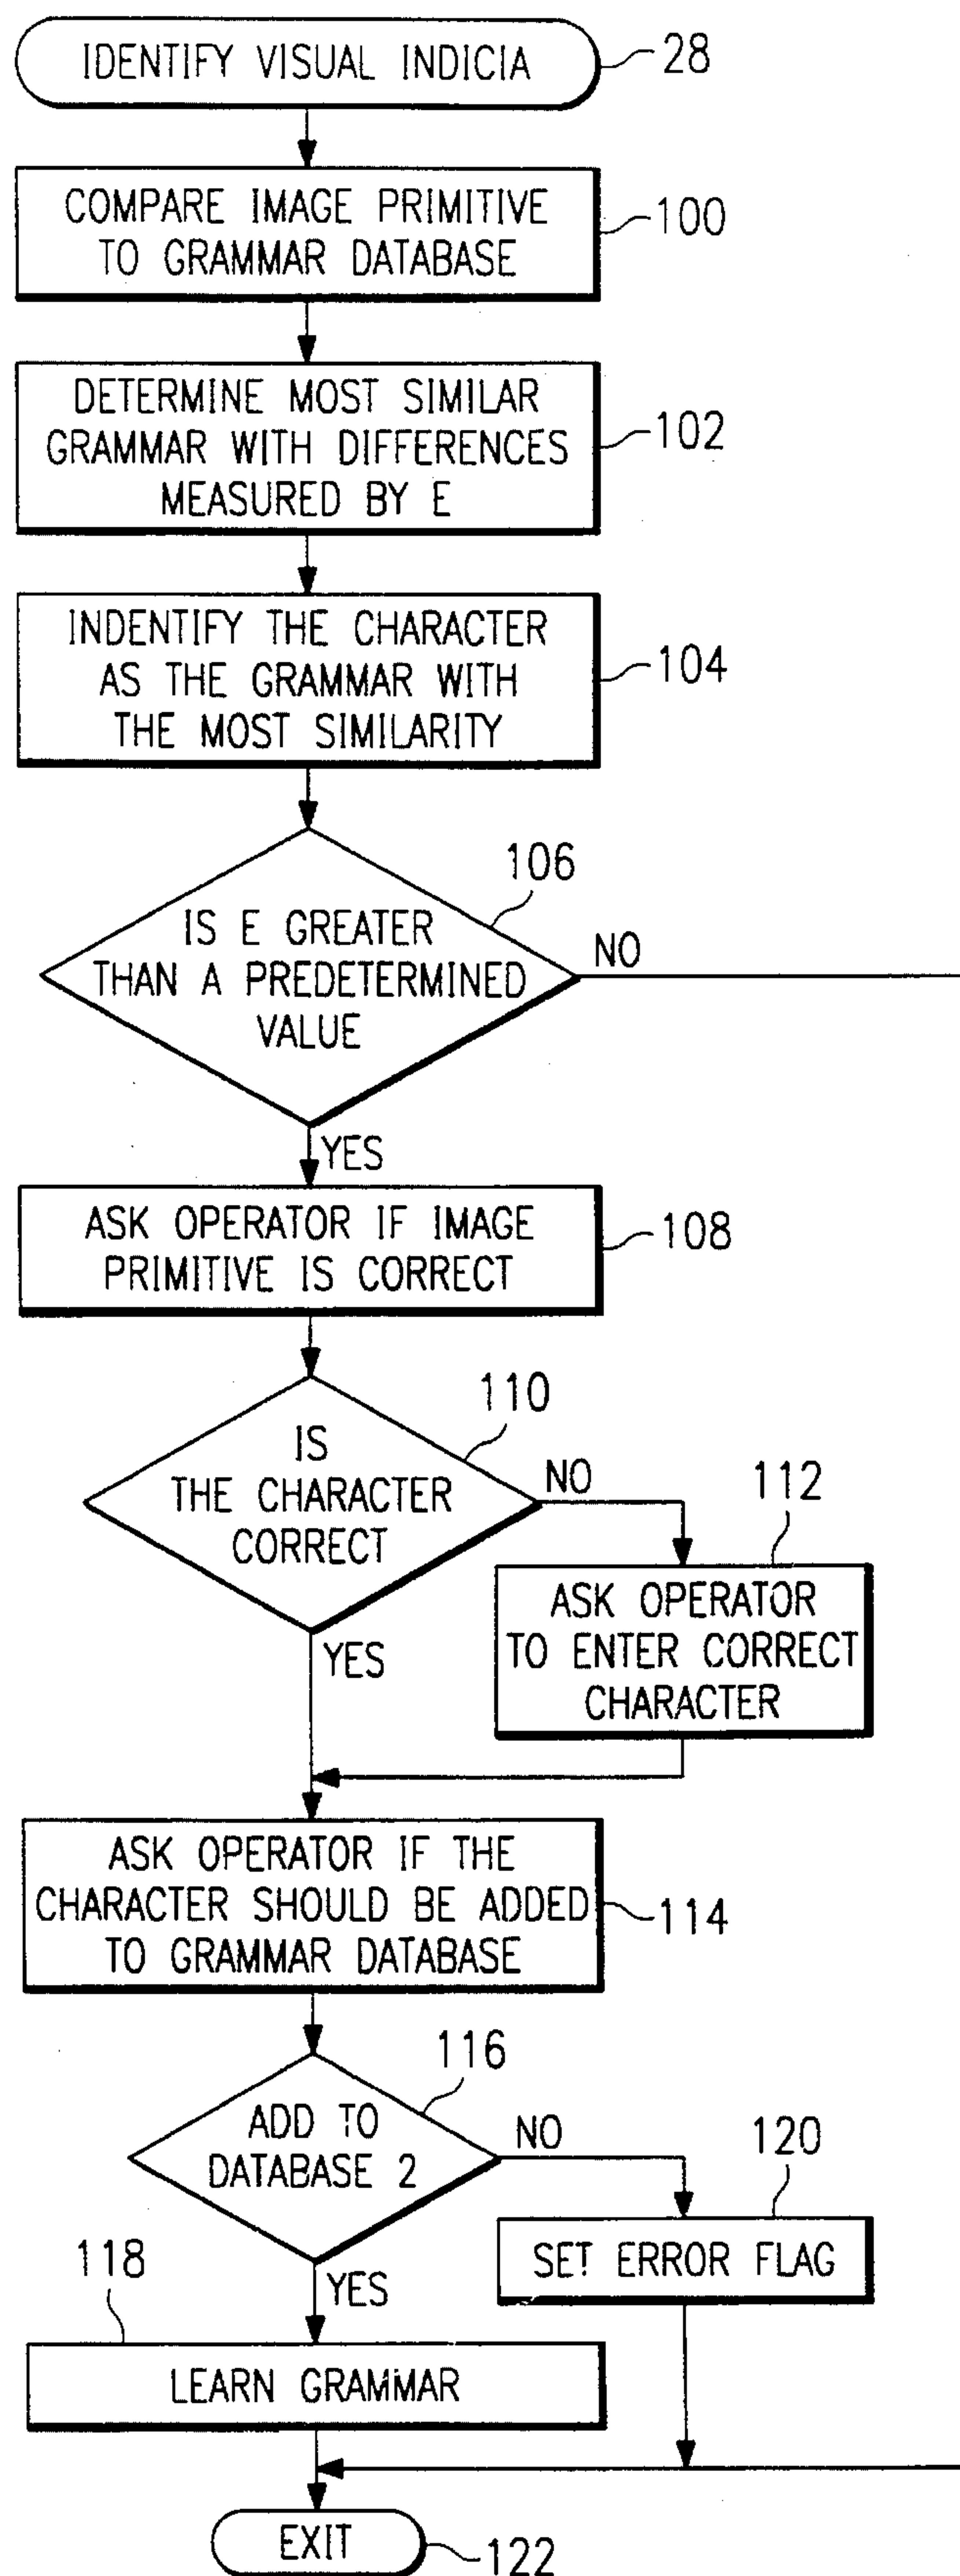 IDENTIFY VISUAL INDICIA
28
COMPARE IMAGE PRIMITIVE
TO GRAMMAR DATABASE
100
DETERMINE MOST SIMILAR
GRAMMAR WITH DIFFERENCES
MEASURED BY E
102
INDENTIFY THE CHARACTER
AS THE GRAMMAR WITH
THE MOST SIMILARITY
104
106
IS E GREATER
THAN A PREDETERMINED
VALUE
NO
YES
ASK OPERATOR IF IMAGE
PRIMITIVE IS CORRECT
108
110
IS
THE CHARACTER
CORRECT
NO
112
ASK OPERATOR
TO ENTER CORRECT
CHARACTER
YES
ASK OPERATOR IF THE
CHARACTER SHOULD BE ADDED
TO GRAMMAR DATABASE
114
116
ADD TO
DATABASE 2
NO
120
SET ERROR FLAG
118
YES
LEARN GRAMMAR
EXIT
122